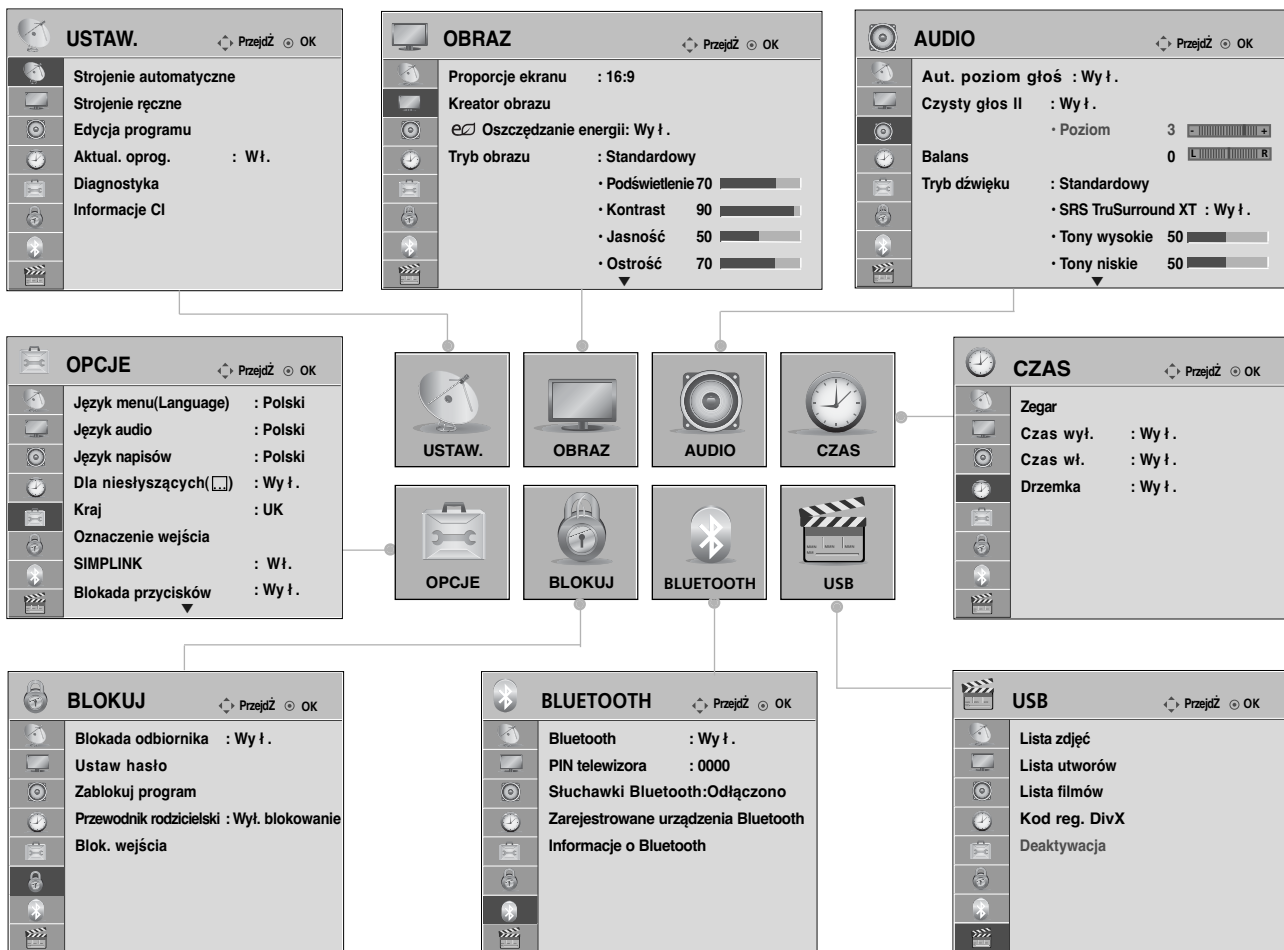 USTAW.
PrzejdŹ OK
Strojenie automatyczne
Strojenie ręczne
Edycja programu
Aktual. oprog. : Wł.
Diagnostyka
Informacje CI
OBRAZ
PrzejdŹ OK
Proporcje ekranu : 16:9
Kreator obrazu
Oszczędzanie energii: Wył.
Tryb obrazu : Standardowy
• Podświetlenie 70
• Kontrast 90
• Jasność 50
• Ostrość 70
AUDIO
PrzejdŹ OK
Aut. poziom głoś : Wył.
Czysty głos II : Wył.
• Poziom 3 - +
Balans 0 L R
Tryb dźwięku : Standardowy
• SRS TruSurround XT : Wył.
• Tony wysokie 50
• Tony niskie 50
OPCJE
PrzejdŹ OK
Język menu(Language) : Polski
Język audio : Polski
Język napisów : Polski
Dla niesłyszących(...) : Wył.
Kraj : UK
Oznaczenie wejścia
SIMPLINK : Wł.
Blokada przycisków : Wył.
USTAW.
OBRAZ
AUDIO
CZAS
OPCJE
BLOKUJ
BLUETOOTH
USB
CZAS
PrzejdŹ OK
Zegar
Czas wył. : Wył.
Czas wł. : Wył.
Drzemka : Wył.
BLOKUJ
PrzejdŹ OK
Blokada odbiornika : Wył.
Ustaw hasło
Zablokuj program
Przewodnik rodzicielski : Wył. blokowanie
Blok. wejścia
BLUETOOTH
PrzejdŹ OK
Bluetooth : Wył.
PIN telewizora : 0000
Słuchawki Bluetooth:Odłączono
Zarejestrowane urządzenia Bluetooth
Informacje o Bluetooth
USB
PrzejdŹ OK
Lista zdjęć
Lista utworów
Lista filmów
Kod reg. DivX
Deaktywacja